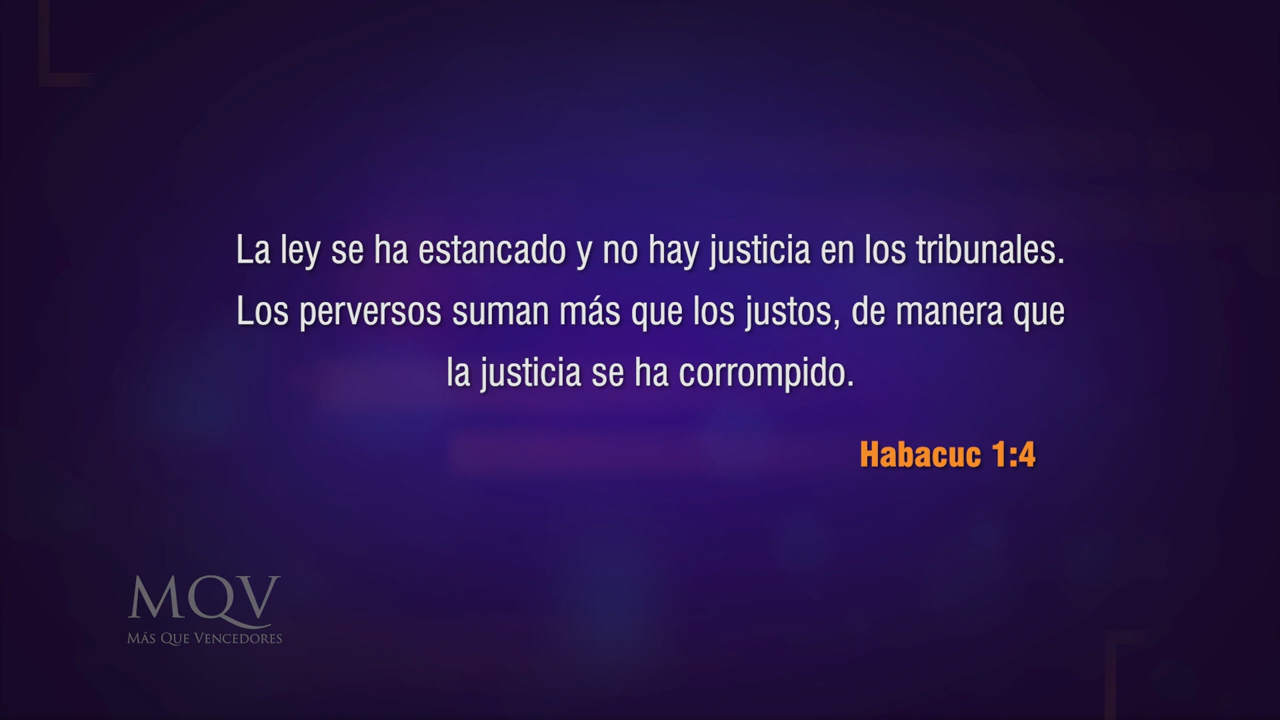 La ley se ha estancado y no hay justicia en los tribunales.
Los perversos suman más que los justos, de manera que
la justicia se ha corrompido.
Habacuc 1:4
MQV
Más Que Vencedores